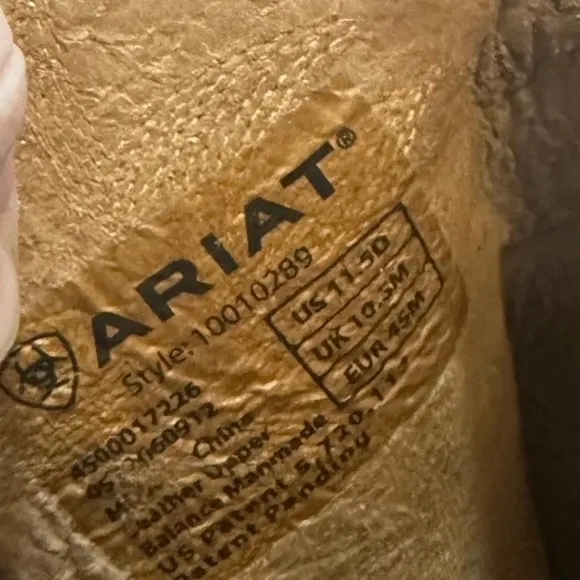 ARIAT®
Style: 10010289
US 11.5D
UK 10.5M
EUR 45M
4500017226
China
Leather Upper
Balance Manmade
US Patent 5,720,117
Patent Pending